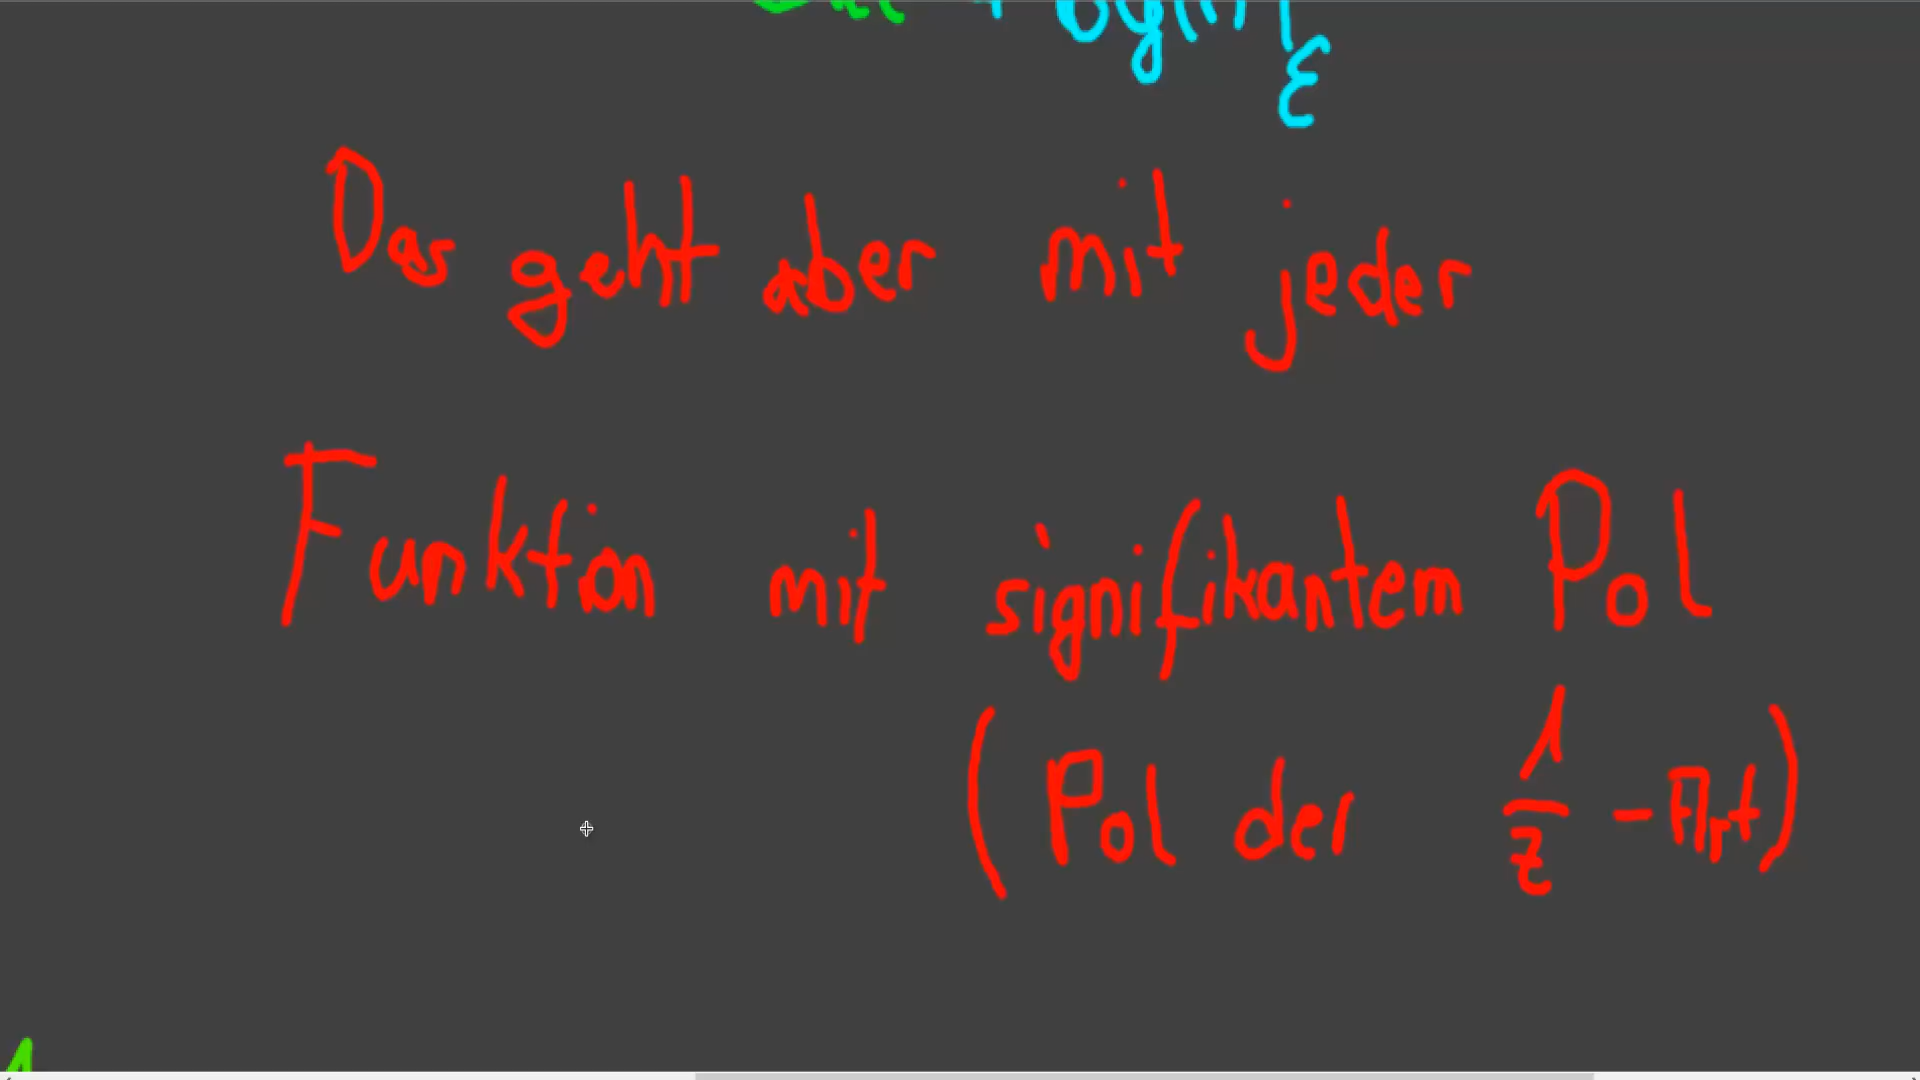 ε
Das geht aber mit jeder
Funktion mit signifikantem Pol
(Pol der 1/z - Art)